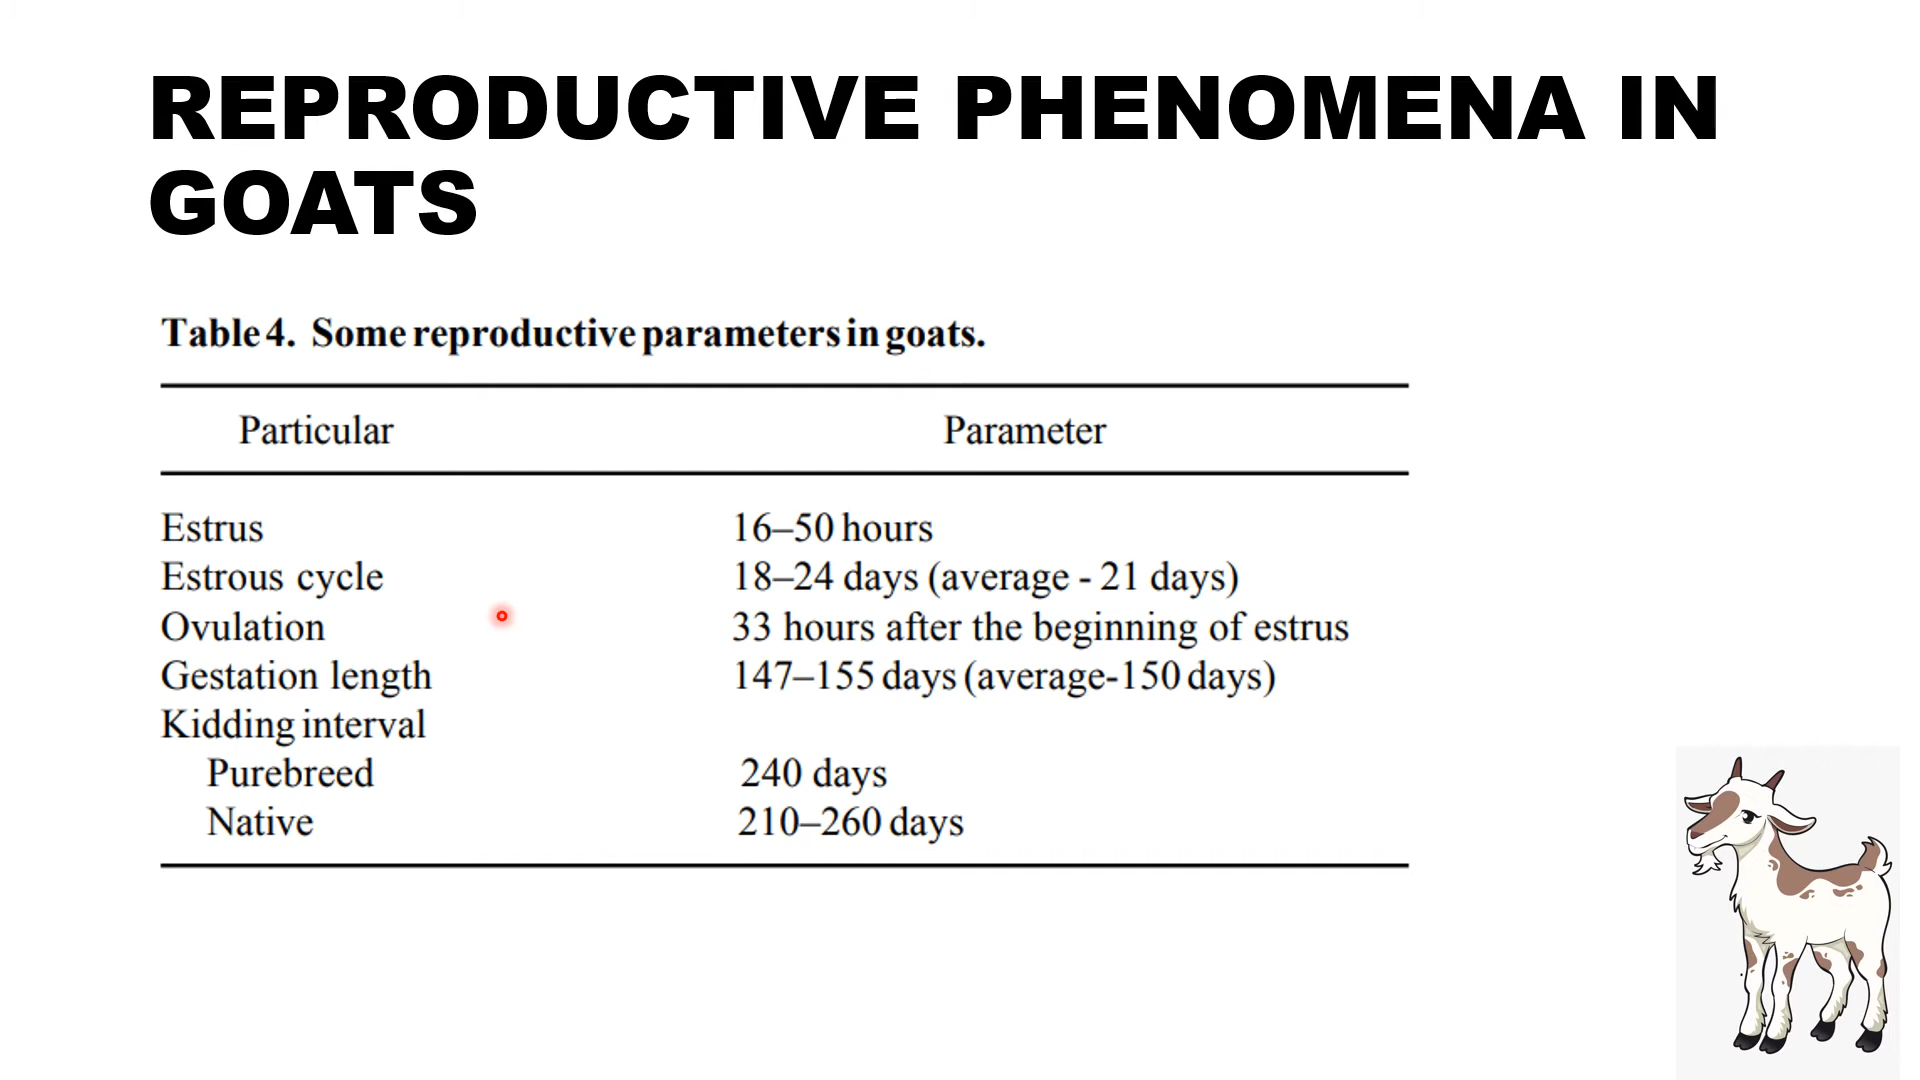 REPRODUCTIVE PHENOMENA IN
GOATS
Table 4. Some reproductive parameters in goats.
Particular Parameter
Estrus 16–50 hours
Estrous cycle 18–24 days (average - 21 days)
Ovulation 33 hours after the beginning of estrus
Gestation length 147–155 days (average-150 days)
Kidding interval
Purebreed 240 days
Native 210–260 days